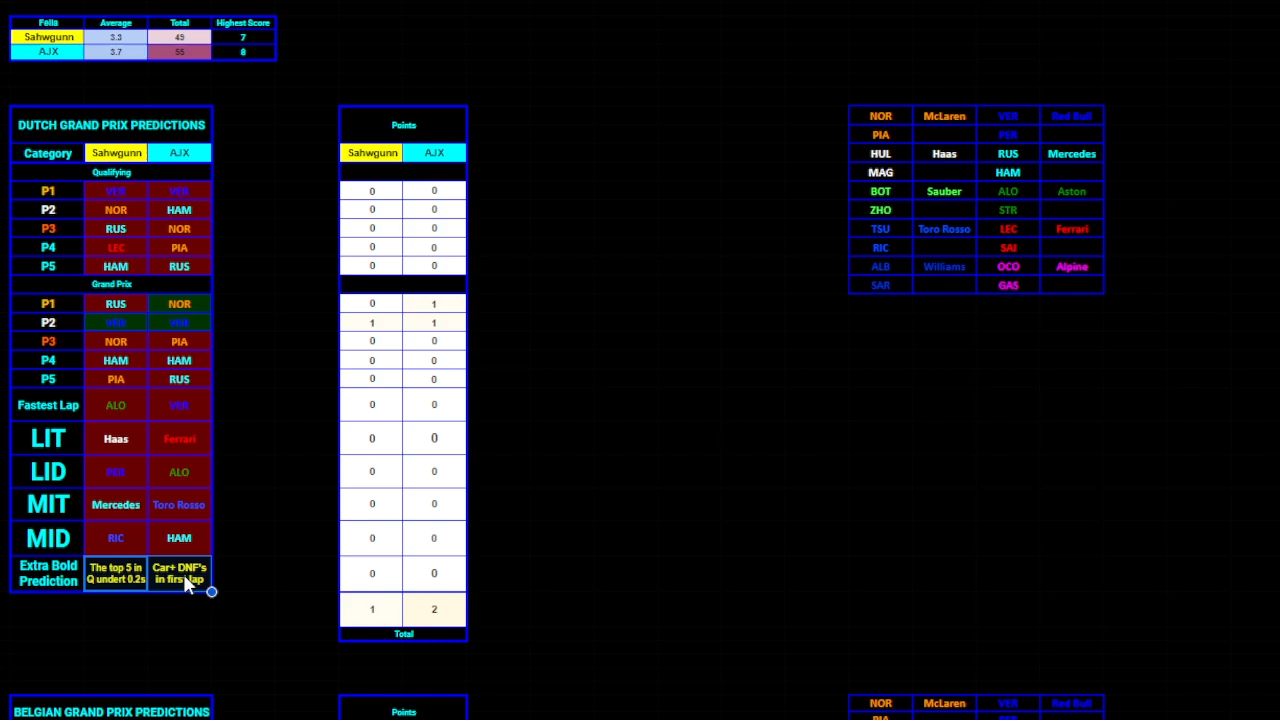 Fells Average Total Highest Score
Sahwgunn 3.3 49 7
AJX 3.7 55 8
DUTCH GRAND PRIX PREDICTIONS Points
Category Sahwgunn AJX Sahwgunn AJX
Qualifying
P1 VER VER 0 0
P2 NOR HAM 0 0
P3 RUS NOR 0 0
P4 LEC PIA 0 0
P5 HAM RUS 0 0
Grand Prix
P1 RUS NOR 0 1
P2 VER VER 1 1
P3 NOR PIA 0 0
P4 HAM HAM 0 0
P5 PIA RUS 0 0
Fastest Lap ALO VER 0 0
LIT Haas Ferrari 0 0
LID PER ALO 0 0
MIT Mercedes Toro Rosso 0 0
MID RIC HAM 0 0
Extra Bold The top 5 in Car+ DNF's
Prediction Q undert 0.2s in first lap 0 0
1 2
Total
NOR McLaren VER Red Bull
PIA PER
HUL Haas RUS Mercedes
MAG HAM
BOT Sauber ALO Aston
ZHO STR
TSU Toro Rosso LEC Ferrari
RIC SAI
ALB Williams OCO Alpine
SAR GAS
BELGIAN GRAND PRIX PREDICTIONS Points
NOR McLaren VER Red Bull